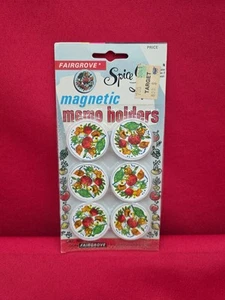 FAIRGROVE
PRICE
Spice
TARGET
magnetic
memo holders
FAIRGROVE